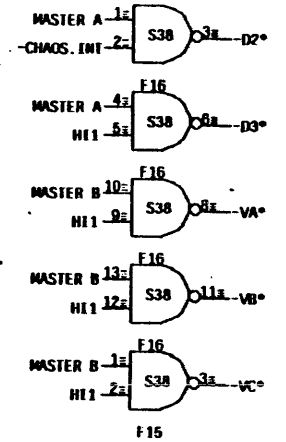 MASTER A 1 S38 3 -D2*
-CHAOS.INT 2
F16
MASTER A 4 S38 6 -D3*
HI1 5
F16
MASTER B 10 S38 8 -VA*
HI1 9
F16
MASTER B 13 S38 11 -VB*
HI1 12
F16
MASTER B 1 S38 3 -VC*
HI1 2
F15